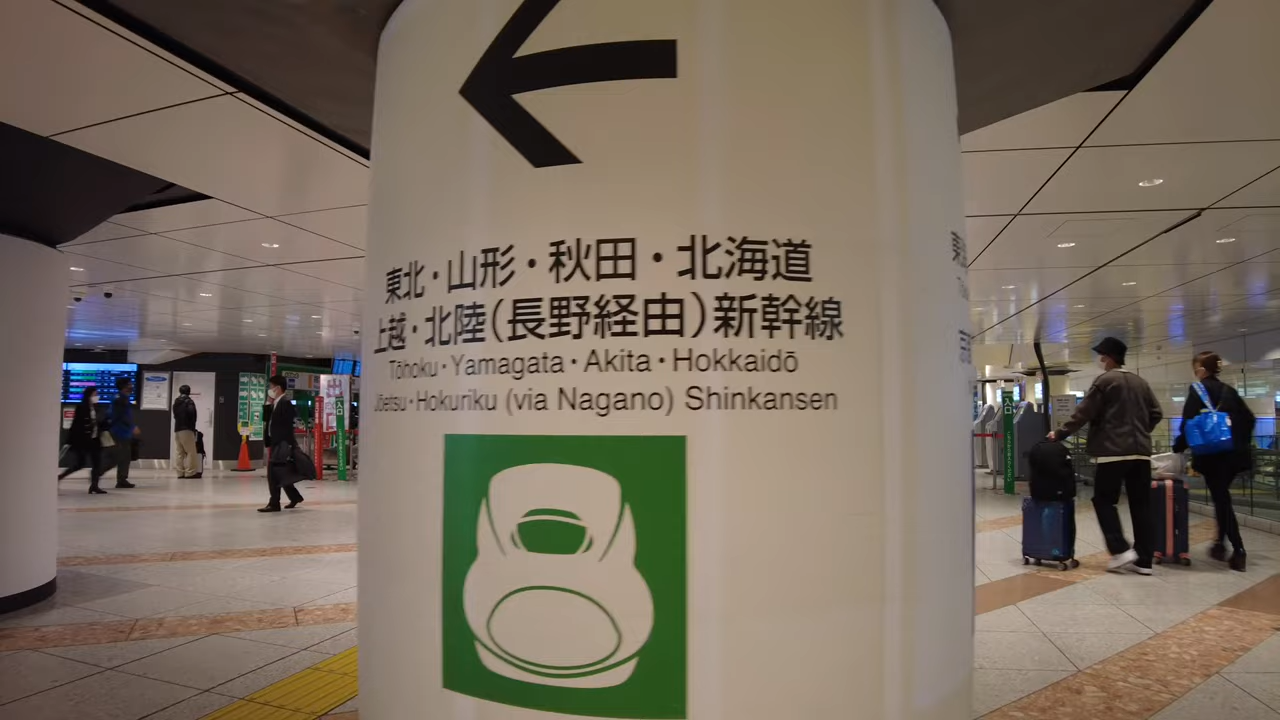 東北・山形・秋田・北海道
上越・北陸(長野経由)新幹線
Tōhoku・Yamagata・Akita・Hokkaidō
Jōetsu・Hokuriku (via Nagano) Shinkansen